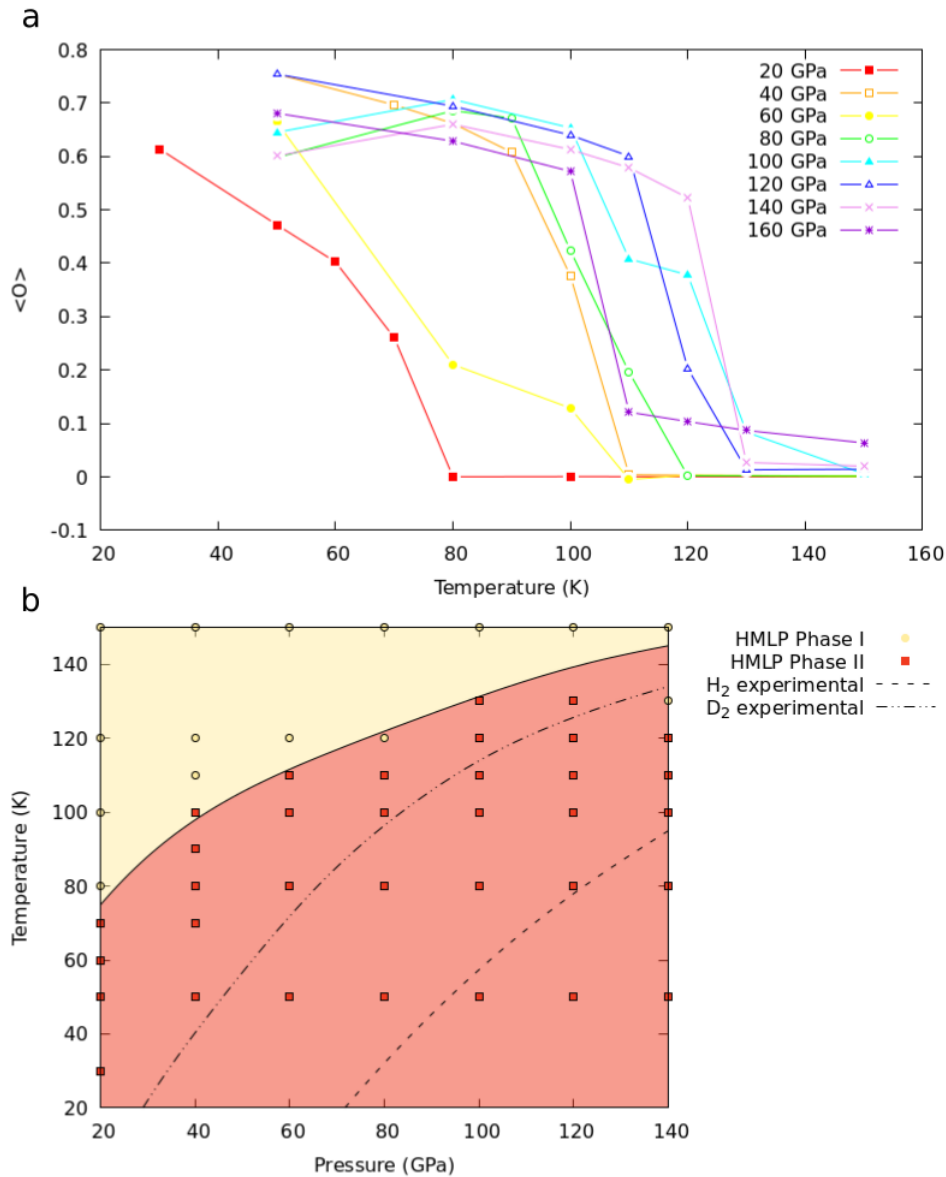 a
0.8
0.7
0.6
0.5
0.4
0.3
0.2
0.1
0
-0.1
<O>
20 GPa
40 GPa
60 GPa
80 GPa
100 GPa
120 GPa
140 GPa
160 GPa
20 40 60 80 100 120 140 160
Temperature (K)
b
140
120
100
80
60
40
20
Temperature (K)
HMLP Phase I
HMLP Phase II
H₂ experimental
D₂ experimental
20 40 60 80 100 120 140
Pressure (GPa)